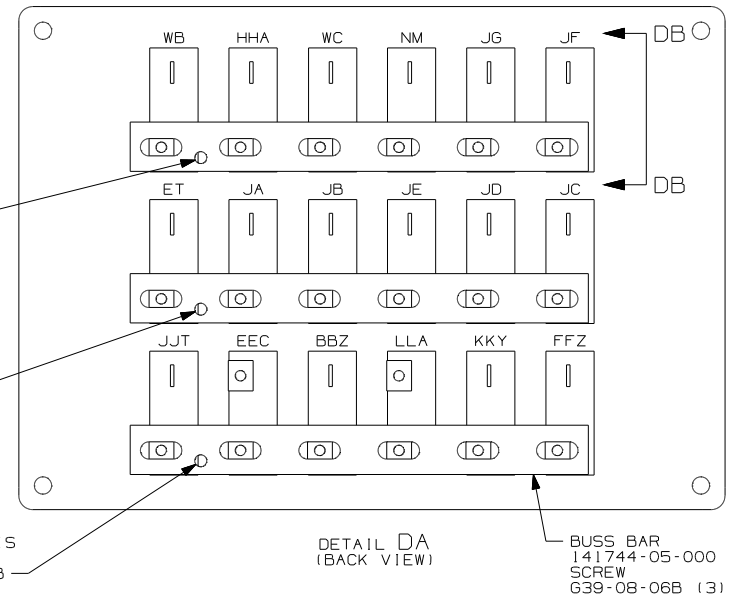 WB HHA WC NM JG JF DB
DB
ET JA JB JE JD JC
JJT EEC BBZ LLA KKY FFZ
S
B
DETAIL DA
(BACK VIEW)
BUSS BAR
141744-05-000
SCREW
G39-08-06B (3)